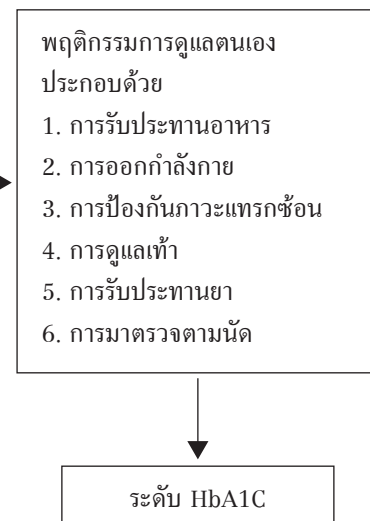 พฤติกรรมการดูแลตนเอง
ประกอบด้วย
1. การรับประทานอาหาร
2. การออกกำลังกาย
3. การป้องกันภาวะแทรกซ้อน
4. การดูแลเท้า
5. การรับประทานยา
6. การมาตรวจตามนัด
ระดับ HbA1C